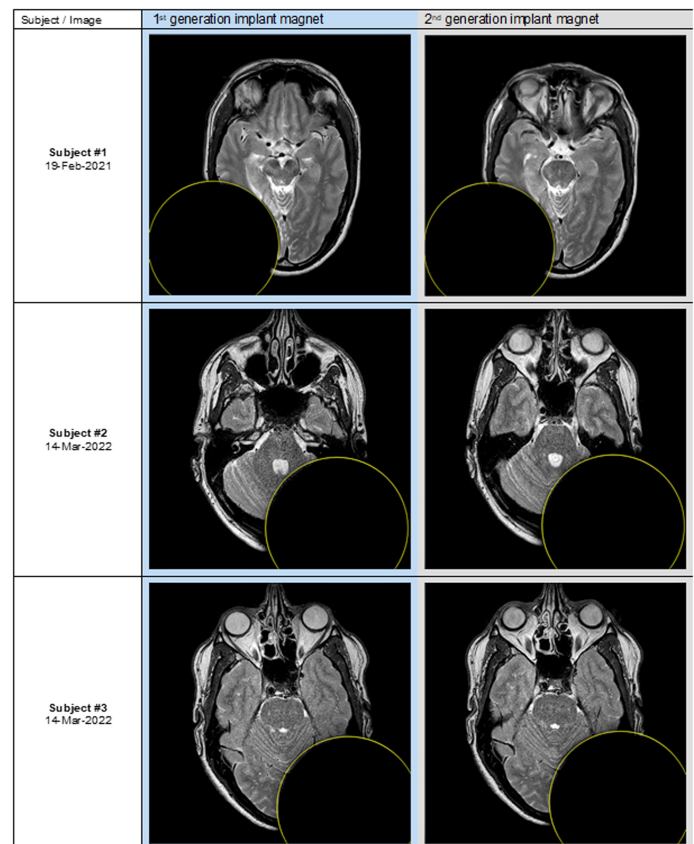 Subject / Image
1st generation implant magnet
2nd generation implant magnet
Subject #1
19-Feb-2021
Subject #2
14-Mar-2022
Subject #3
14-Mar-2022